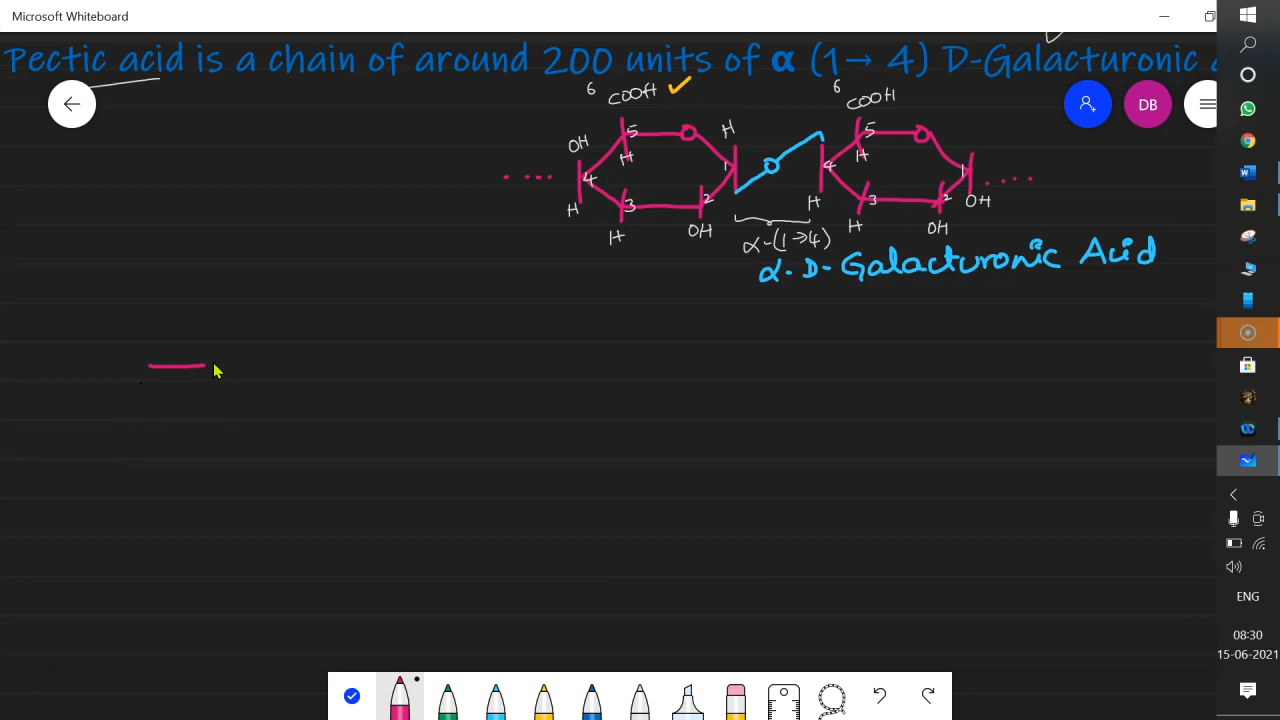 Microsoft Whiteboard
Pectic acid is a chain of around 200 units of α (1→ 4) D-Galacturonic
6 COOH 6 COOH
OH 5 O H 5 O
H H
4 1 O 4 1
H 3 2 H 3 2 OH
H OH H OH
α-(1→4)
α-D-Galacturonic Acid
DB
W
ENG
08:30
15-06-2021